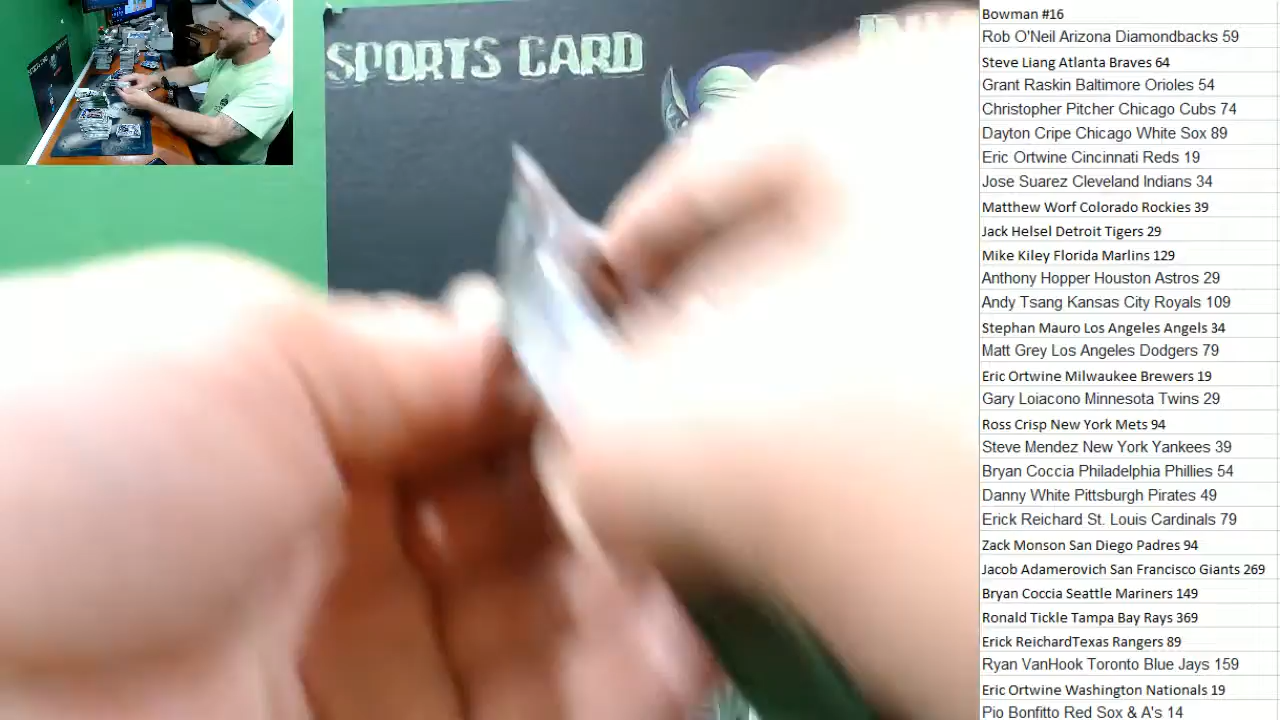 SPORTS CARD
Bowman #16
Rob O'Neil Arizona Diamondbacks 59
Steve Liang Atlanta Braves 64
Grant Raskin Baltimore Orioles 54
Christopher Pitcher Chicago Cubs 74
Dayton Cripe Chicago White Sox 89
Eric Ortwine Cincinnati Reds 19
Jose Suarez Cleveland Indians 34
Matthew Worf Colorado Rockies 39
Jack Helsel Detroit Tigers 29
Mike Kiley Florida Marlins 129
Anthony Hopper Houston Astros 29
Andy Tsang Kansas City Royals 109
Stephan Mauro Los Angeles Angels 34
Matt Grey Los Angeles Dodgers 79
Eric Ortwine Milwaukee Brewers 19
Gary Loiacono Minnesota Twins 29
Ross Crisp New York Mets 94
Steve Mendez New York Yankees 39
Bryan Coccia Philadelphia Phillies 54
Danny White Pittsburgh Pirates 49
Erick Reichard St. Louis Cardinals 79
Zack Monson San Diego Padres 94
Jacob Adamerovich San Francisco Giants 269
Bryan Coccia Seattle Mariners 149
Ronald Tickle Tampa Bay Rays 369
Erick ReichardTexas Rangers 89
Ryan VanHook Toronto Blue Jays 159
Eric Ortwine Washington Nationals 19
Pio Bonfitto Red Sox & A's 14